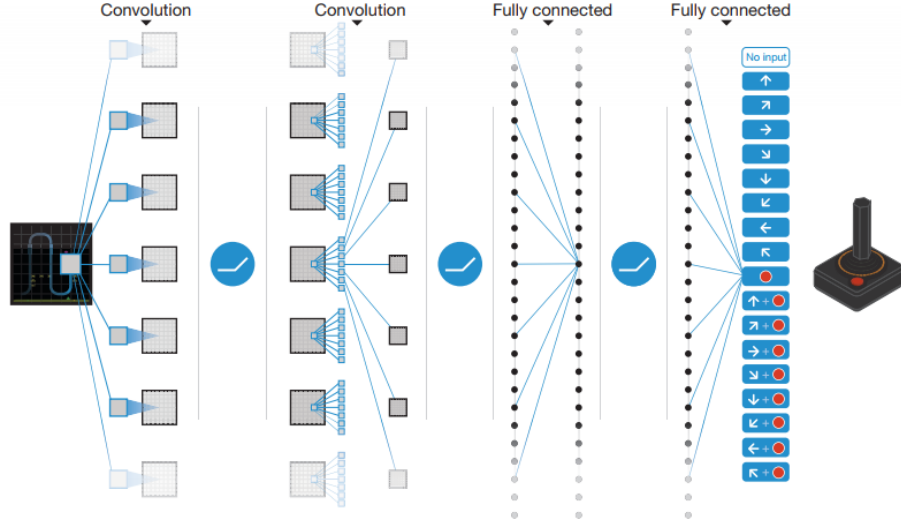 Convolution
Convolution
Fully connected
Fully connected
No input
+
+
+
+
+
+
+
+